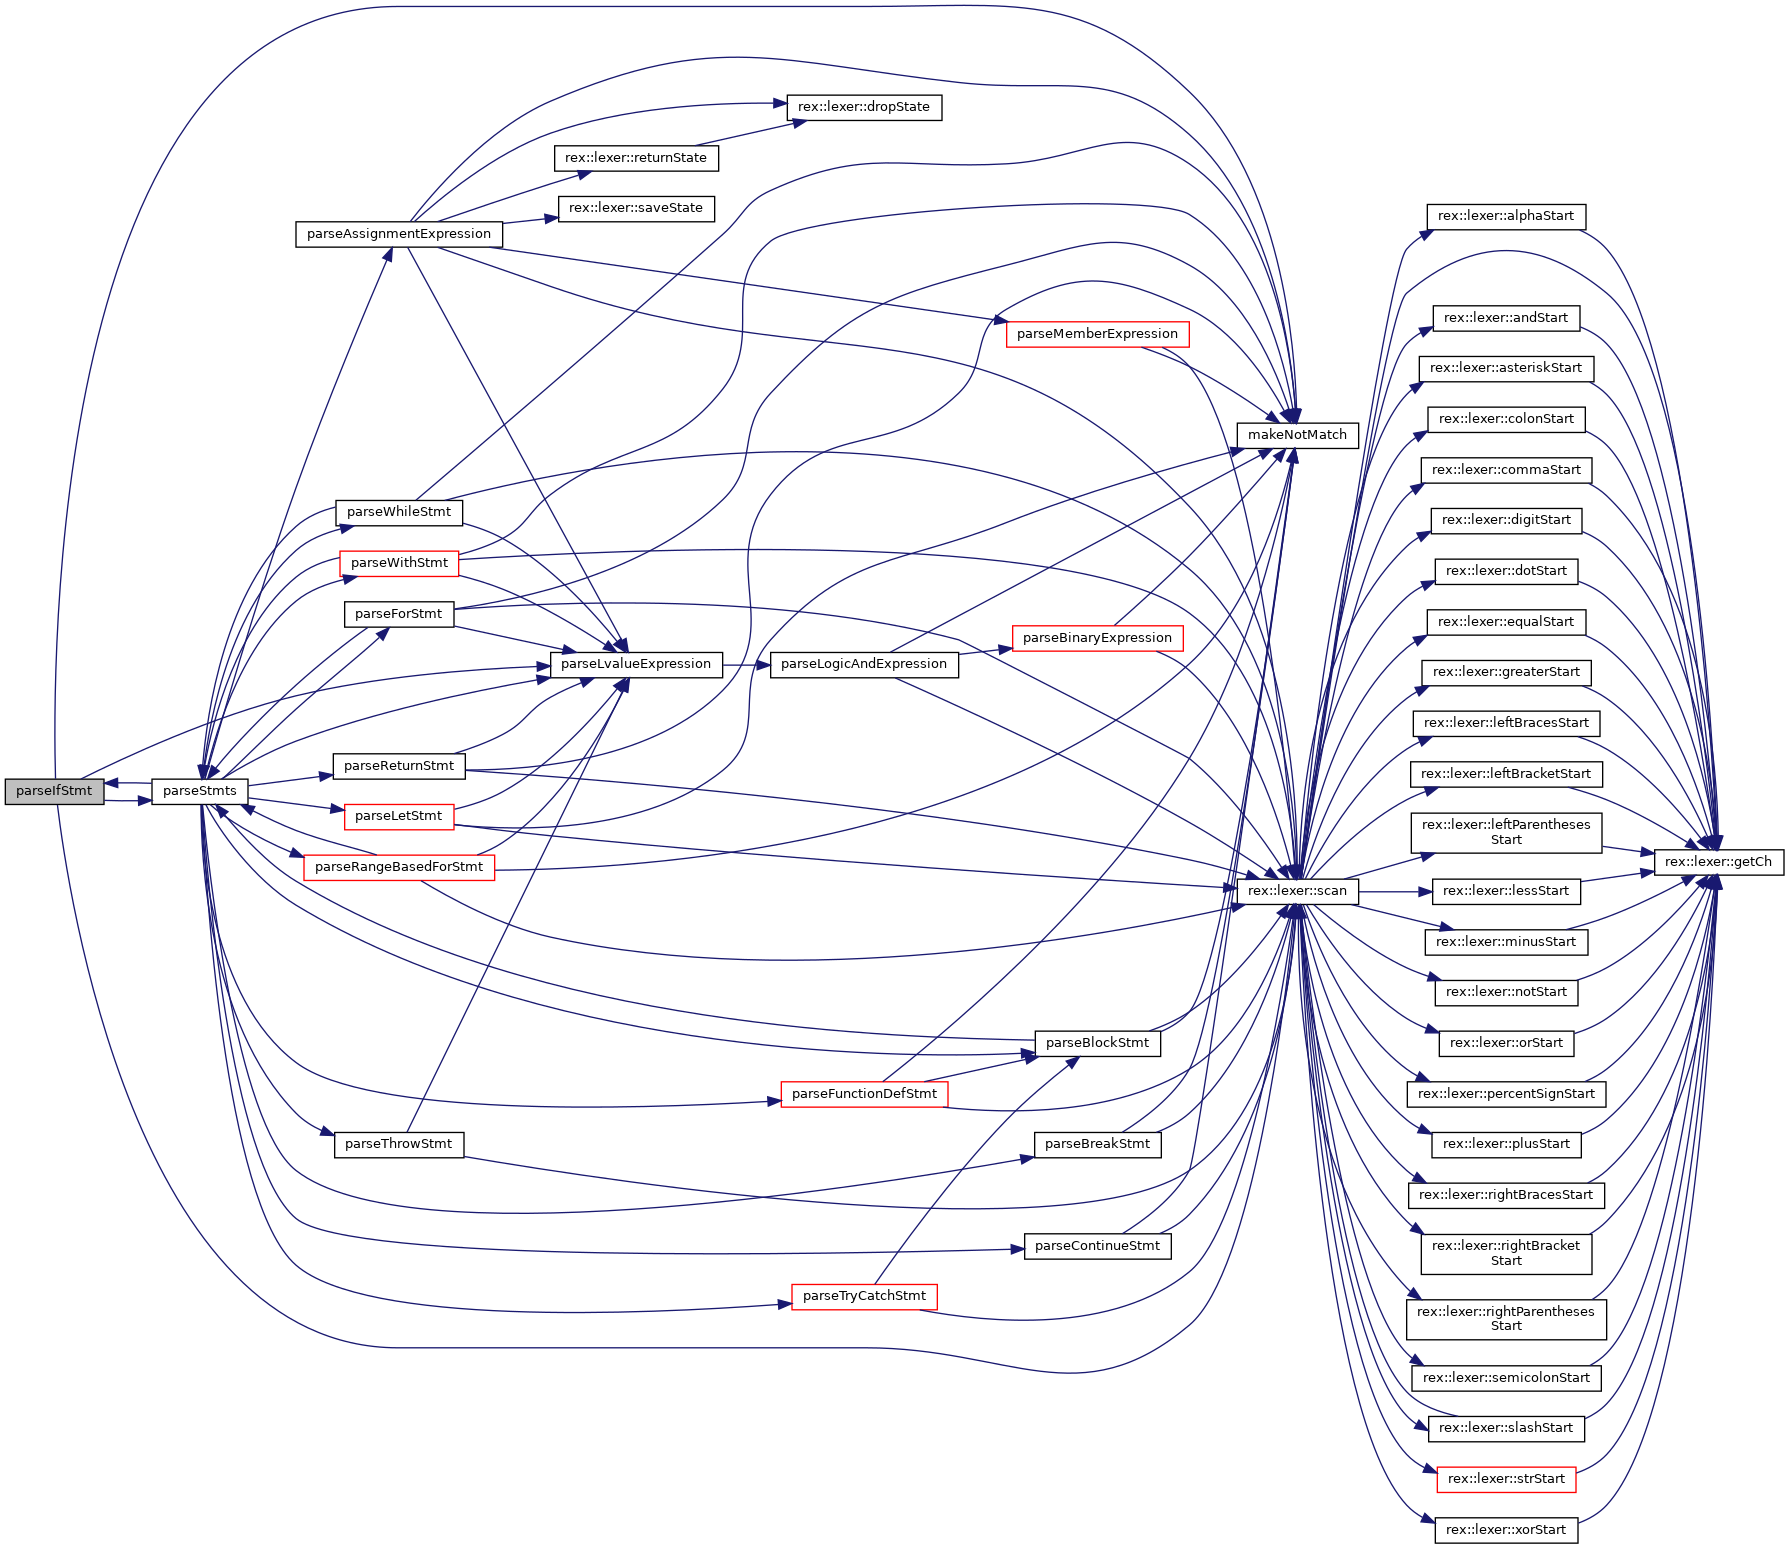 parseIfStmt
parseStmts
parseAssignmentExpression
parseWhileStmt
parseWithStmt
parseForStmt
parseReturnStmt
parseLetStmt
parseRangeBasedForStmt
parseThrowStmt
rex::lexer::returnState
rex::lexer::saveState
parseLvalueExpression
rex::lexer::dropState
parseLogicAndExpression
parseFunctionDefStmt
parseTryCatchStmt
parseMemberExpression
parseBinaryExpression
parseBlockStmt
parseBreakStmt
parseContinueStmt
makeNotMatch
rex::lexer::scan
rex::lexer::alphaStart
rex::lexer::andStart
rex::lexer::asteriskStart
rex::lexer::colonStart
rex::lexer::commaStart
rex::lexer::digitStart
rex::lexer::dotStart
rex::lexer::equalStart
rex::lexer::greaterStart
rex::lexer::leftBracesStart
rex::lexer::leftBracketStart
rex::lexer::leftParentheses
Start
rex::lexer::lessStart
rex::lexer::minusStart
rex::lexer::notStart
rex::lexer::orStart
rex::lexer::percentSignStart
rex::lexer::plusStart
rex::lexer::rightBracesStart
rex::lexer::rightBracket
Start
rex::lexer::rightParentheses
Start
rex::lexer::semicolonStart
rex::lexer::slashStart
rex::lexer::strStart
rex::lexer::xorStart
rex::lexer::getCh